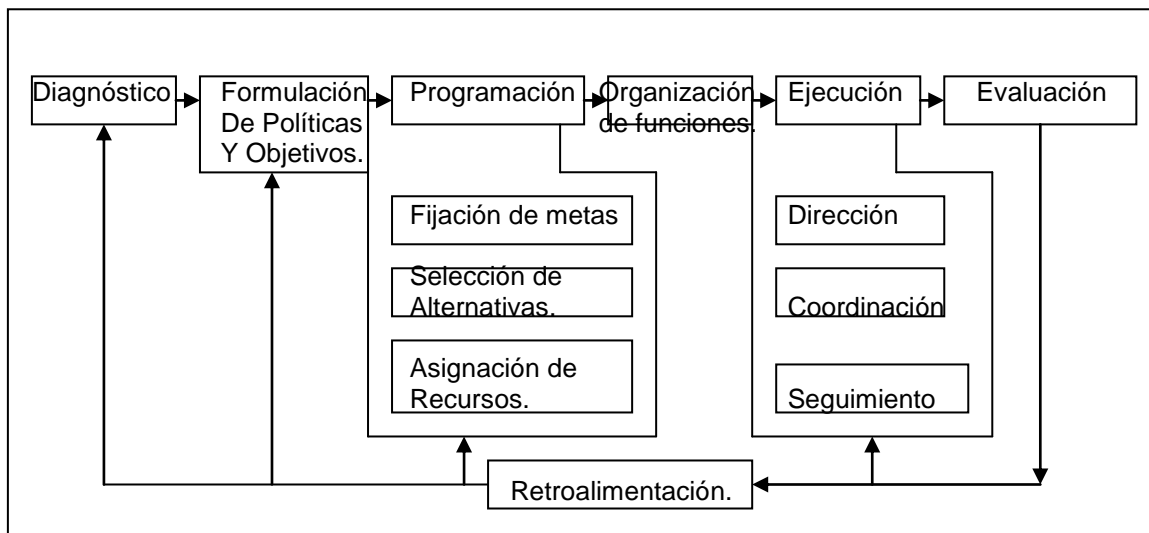 Diagnóstico
Formulación
De Políticas
Y Objetivos.
Programación
Organización
de funciones.
Ejecución
Evaluación
Fijación de metas
Selección de
Alternativas.
Asignación de
Recursos.
Dirección
Coordinación
Seguimiento
Retroalimentación.